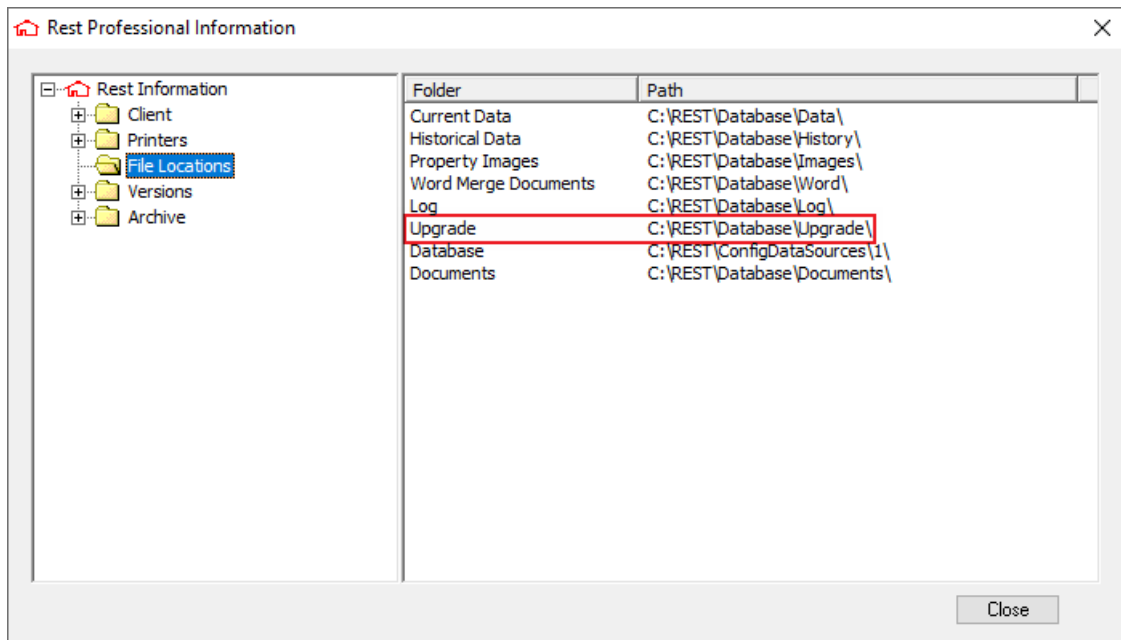 Rest Professional Information
Rest Information
Client
Printers
File Locations
Versions
Archive
Folder Path
Current Data C:\REST\Database\Data\
Historical Data C:\REST\Database\History\
Property Images C:\REST\Database\Images\
Word Merge Documents C:\REST\Database\Word\
Log C:\REST\Database\Log\
Upgrade C:\REST\Database\Upgrade\
Database C:\REST\ConfigDataSources\1\
Documents C:\REST\Database\Documents\
Close